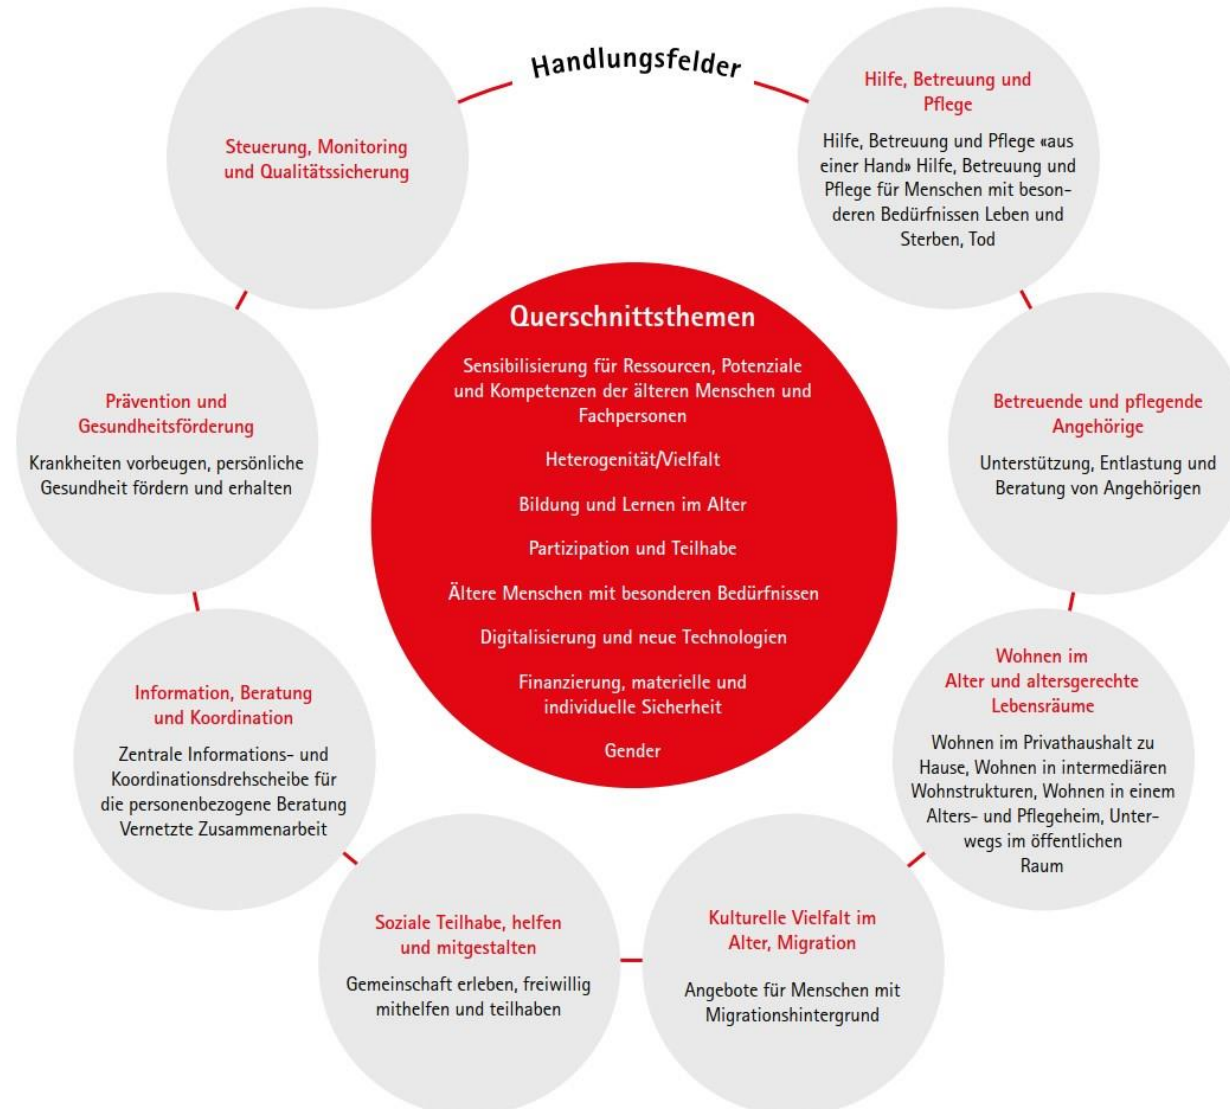 Handlungsfelder
Hilfe, Betreuung und
Pflege
Hilfe, Betreuung und Pflege «aus
einer Hand» Hilfe, Betreuung und
Pflege für Menschen mit beson-
deren Bedürfnissen Leben und
Sterben, Tod
Betreuende und pflegende
Angehörige
Unterstützung, Entlastung und
Beratung von Angehörigen
Wohnen im
Alter und altersgerechte
Lebensräume
Wohnen im Privathaushalt zu
Hause, Wohnen in intermediären
Wohnstrukturen, Wohnen in einem
Alters- und Pflegeheim, Unter-
wegs im öffentlichen
Raum
Kulturelle Vielfalt im
Alter, Migration
Angebote für Menschen mit
Migrationshintergrund
Soziale Teilhabe, helfen
und mitgestalten
Gemeinschaft erleben, freiwillig
mithelfen und teilhaben
Information, Beratung
und Koordination
Zentrale Informations- und
Koordinationsdrehscheibe für
die personenbezogene Beratung
Vernetzte Zusammenarbeit
Prävention und
Gesundheitsförderung
Krankheiten vorbeugen, persönliche
Gesundheit fördern und erhalten
Steuerung, Monitoring
und Qualitätssicherung
Querschnittsthemen
Sensibilisierung für Ressourcen, Potenziale
und Kompetenzen der älteren Menschen und
Fachpersonen
Heterogenität/Vielfalt
Bildung und Lernen im Alter
Partizipation und Teilhabe
Ältere Menschen mit besonderen Bedürfnissen
Digitalisierung und neue Technologien
Finanzierung, materielle und
individuelle Sicherheit
Gender